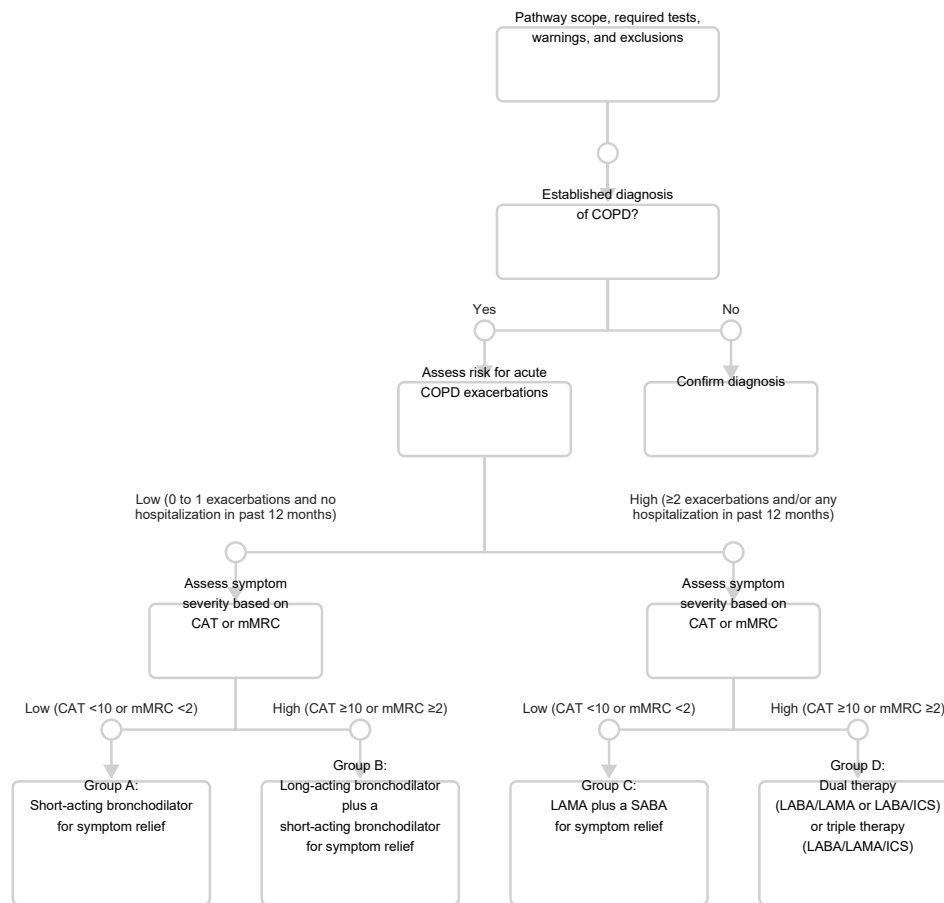 Pathway scope, required tests,
warnings, and exclusions
Established diagnosis
of COPD?
Yes
No
Assess risk for acute
COPD exacerbations
Confirm diagnosis
Low (0 to 1 exacerbations and no
hospitalization in past 12 months)
High (≥2 exacerbations and/or any
hospitalization in past 12 months)
Assess symptom
severity based on
CAT or mMRC
Assess symptom
severity based on
CAT or mMRC
Low (CAT <10 or mMRC <2)
High (CAT ≥10 or mMRC ≥2)
Low (CAT <10 or mMRC <2)
High (CAT ≥10 or mMRC ≥2)
Group A:
Short-acting bronchodilator
for symptom relief
Group B:
Long-acting bronchodilator
plus a
short-acting bronchodilator
for symptom relief
Group C:
LAMA plus a SABA
for symptom relief
Group D:
Dual therapy
(LABA/LAMA or LABA/ICS)
or triple therapy
(LABA/LAMA/ICS)